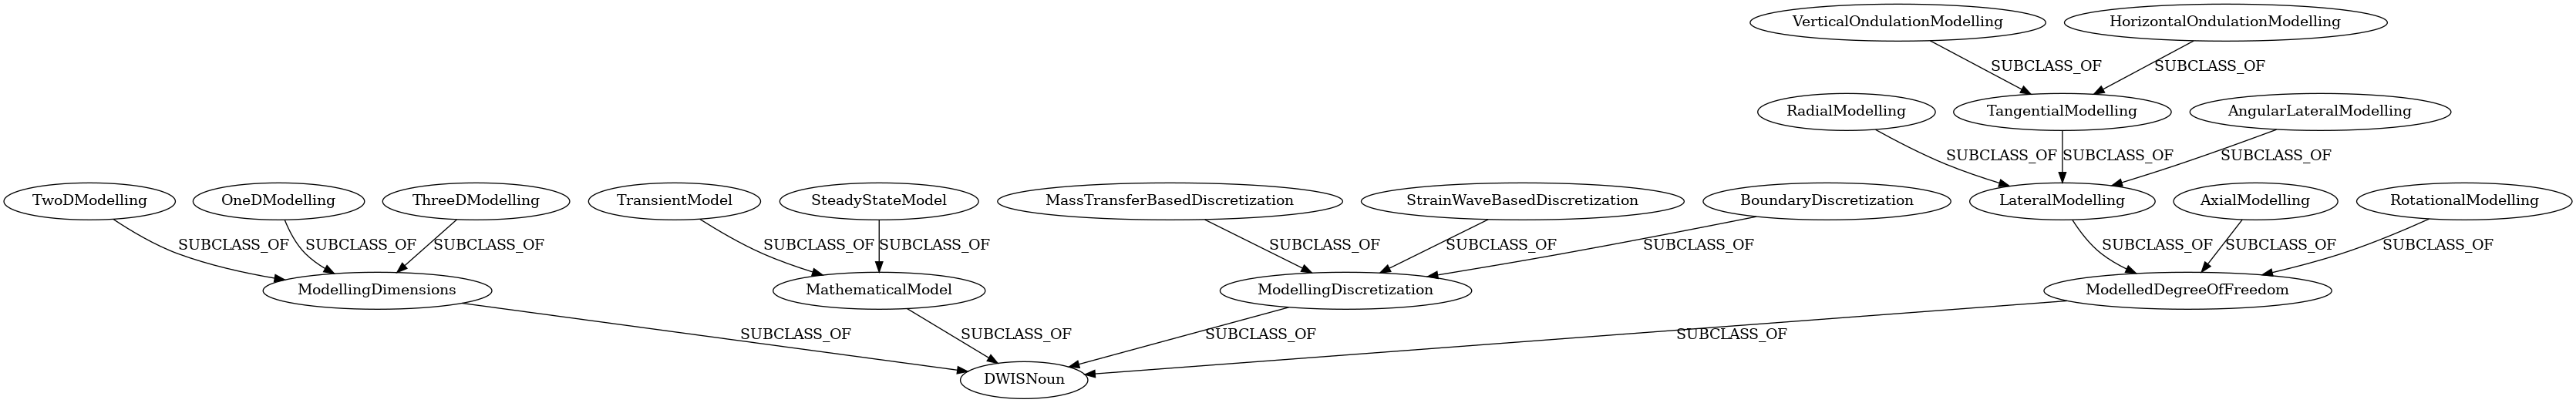 VerticalOndulationModelling
HorizontalOndulationModelling
SUBCLASS_OF
SUBCLASS_OF
RadialModelling
TangentialModelling
AngularLateralModelling
SUBCLASS_OF
SUBCLASS_OF
SUBCLASS_OF
TwoDModelling
OneDModelling
ThreeDModelling
TransientModel
SteadyStateModel
MassTransferBasedDiscretization
StrainWaveBasedDiscretization
BoundaryDiscretization
LateralModelling
AxialModelling
RotationalModelling
SUBCLASS_OF
SUBCLASS_OF
SUBCLASS_OF
SUBCLASS_OF
SUBCLASS_OF
SUBCLASS_OF
SUBCLASS_OF
SUBCLASS_OF
SUBCLASS_OF
SUBCLASS_OF
SUBCLASS_OF
ModellingDimensions
MathematicalModel
ModellingDiscretization
ModelledDegreeOfFreedom
SUBCLASS_OF
SUBCLASS_OF
SUBCLASS_OF
SUBCLASS_OF
DWISNoun